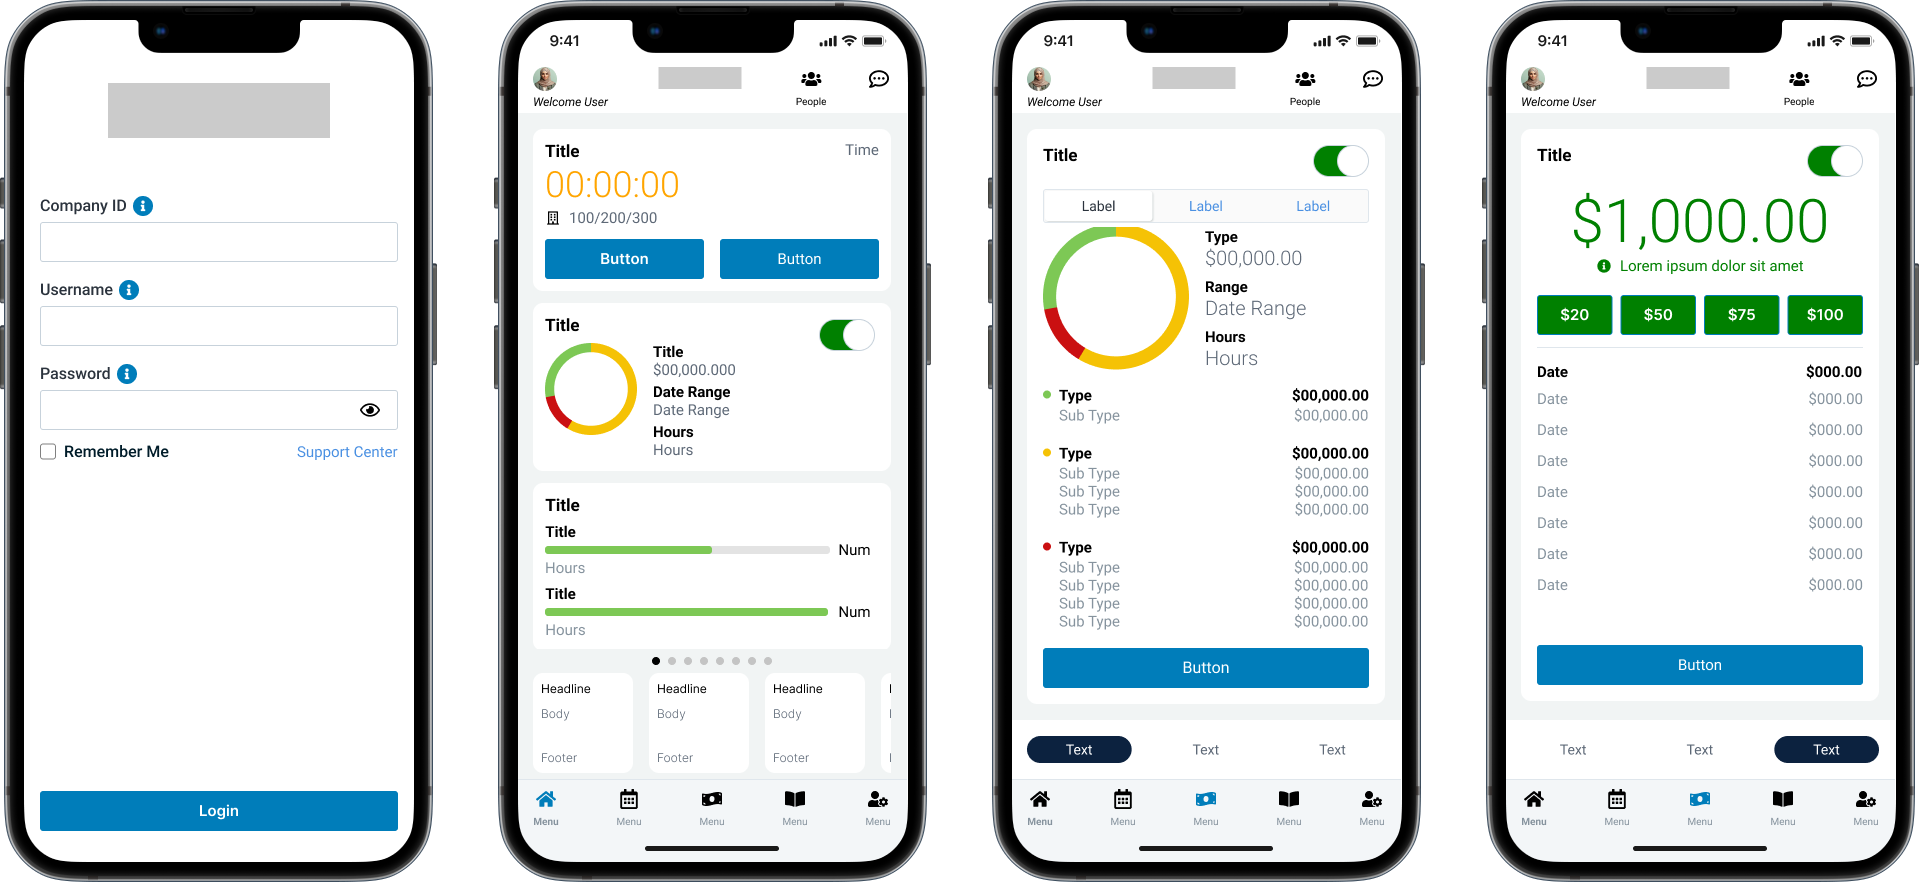 Company ID
Username
Password
Remember Me
Support Center
Login
9:41
Welcome User
People
Title
Time
00:00:00
100/200/300
Button
Button
Title
Title
$00,000.000
Date Range
Date Range
Hours
Hours
Title
Title
Num
Hours
Title
Num
Hours
Headline
Body
Footer
Headline
Body
Footer
Headline
Body
Footer
Menu
Menu
Menu
Menu
Menu
9:41
Welcome User
People
Title
Label
Label
Label
Type
$00,000.00
Range
Date Range
Hours
Hours
Type $00,000.00
Sub Type $00,000.00
Type $00,000.00
Sub Type $00,000.00
Sub Type $00,000.00
Sub Type $00,000.00
Type $00,000.00
Sub Type $00,000.00
Sub Type $00,000.00
Sub Type $00,000.00
Sub Type $00,000.00
Button
Text
Text
Text
Menu
Menu
Menu
Menu
Menu
9:41
Welcome User
People
Title
$1,000.00
Lorem ipsum dolor sit amet
$20
$50
$75
$100
Date $000.00
Date $000.00
Date $000.00
Date $000.00
Date $000.00
Date $000.00
Date $000.00
Date $000.00
Button
Text
Text
Text
Menu
Menu
Menu
Menu
Menu